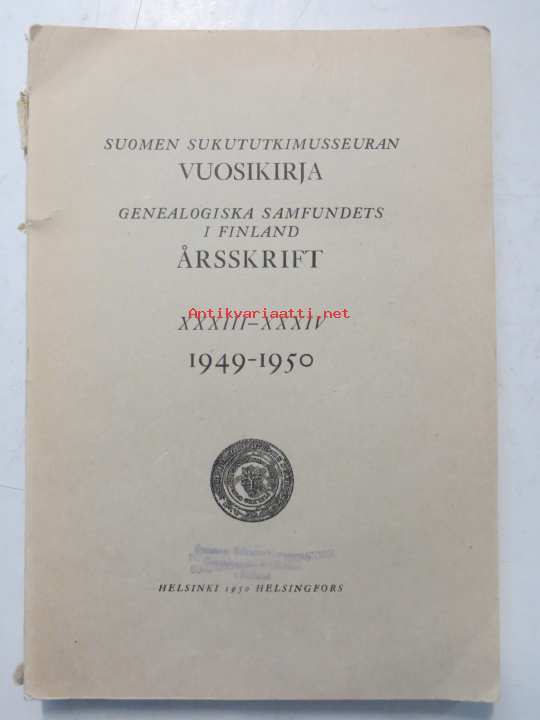 SUOMEN SUKUTUTKIMUSSEURAN
VUOSIKIRJA
GENEALOGISKA SAMFUNDETS
I FINLAND
ÅRSSKRIFT
Antikvariaatti.net
XXXIII–XXXIV
1949-1950
HELSINKI 1950 HELSINGFORS